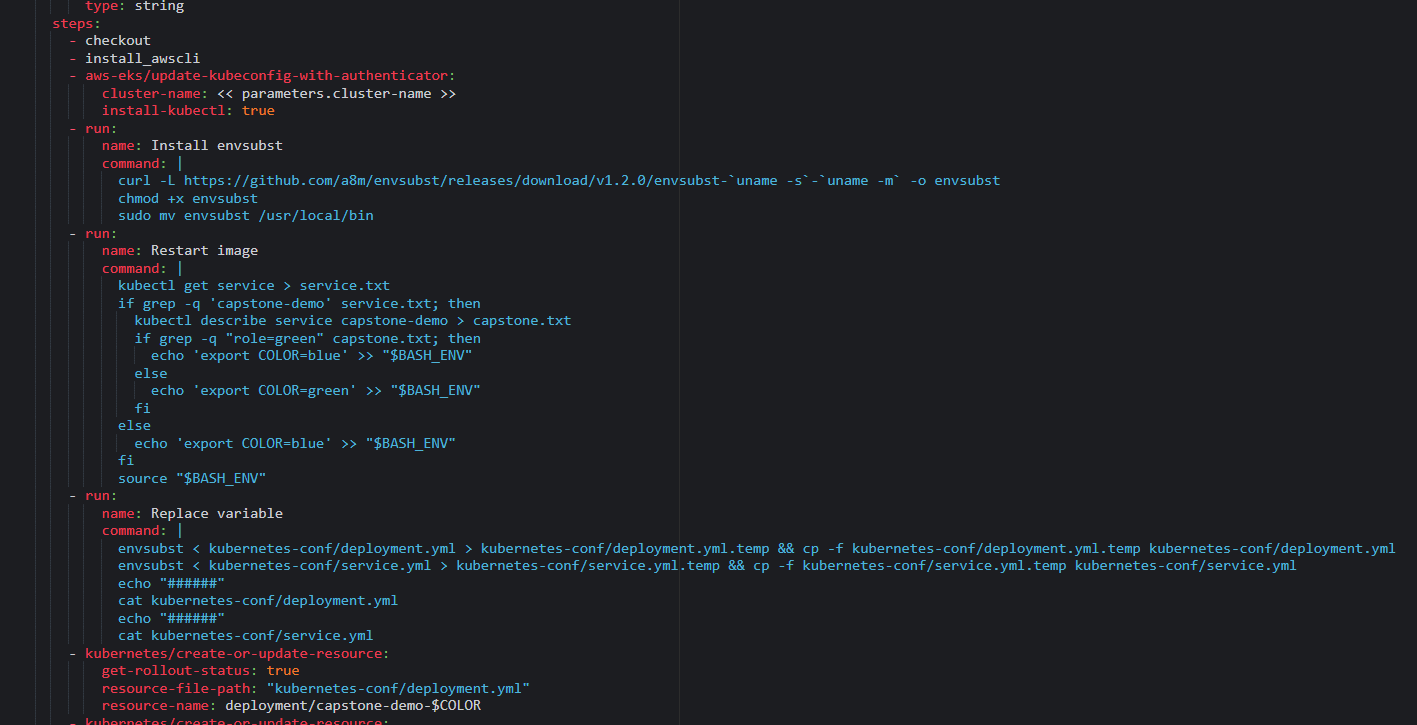 type: string
steps:
- checkout
- install_awscli
- aws-eks/update-kubeconfig-with-authenticator:
cluster-name: << parameters.cluster-name >>
install-kubectl: true
- run:
name: Install envsubst
command: |
curl -L https://github.com/a8m/envsubst/releases/download/v1.2.0/envsubst-`uname -s`-`uname -m` -o envsubst
chmod +x envsubst
sudo mv envsubst /usr/local/bin
- run:
name: Restart image
command: |
kubectl get service > service.txt
if grep -q 'capstone-demo' service.txt; then
kubectl describe service capstone-demo > capstone.txt
if grep -q "role=green" capstone.txt; then
echo 'export COLOR=blue' >> "$BASH_ENV"
else
echo 'export COLOR=green' >> "$BASH_ENV"
fi
else
echo 'export COLOR=blue' >> "$BASH_ENV"
fi
source "$BASH_ENV"
- run:
name: Replace variable
command: |
envsubst < kubernetes-conf/deployment.yml > kubernetes-conf/deployment.yml.temp && cp -f kubernetes-conf/deployment.yml.temp kubernetes-conf/deployment.yml
envsubst < kubernetes-conf/service.yml > kubernetes-conf/service.yml.temp && cp -f kubernetes-conf/service.yml.temp kubernetes-conf/service.yml
echo "######"
cat kubernetes-conf/deployment.yml
echo "######"
cat kubernetes-conf/service.yml
- kubernetes/create-or-update-resource:
get-rollout-status: true
resource-file-path: "kubernetes-conf/deployment.yml"
resource-name: deployment/capstone-demo-$COLOR
- kubernetes/create-or-update-resource: